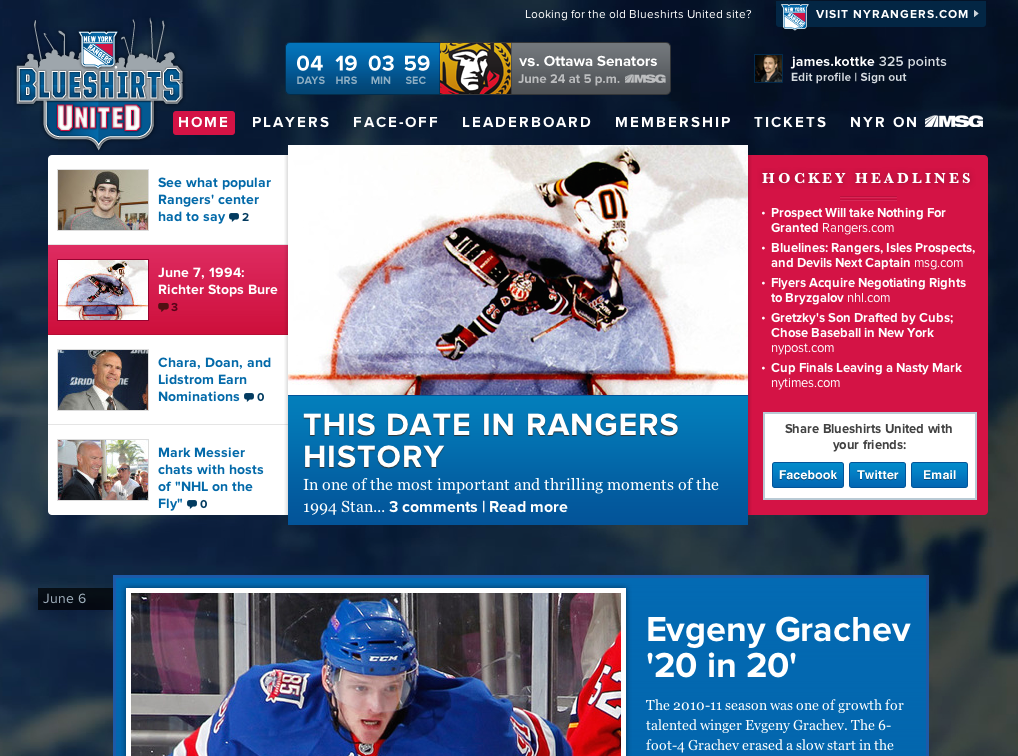 Looking for the old Blueshirts United site?
VISIT NYRANGERS.COM
NEW YORK
RANGERS
BLUESHIRTS
UNITED
04 19 03 59
DAYS HRS MIN SEC
vs. Ottawa Senators
June 24 at 5 p.m. MSG
james.kottke 325 points
Edit profile | Sign out
HOME PLAYERS FACE-OFF LEADERBOARD MEMBERSHIP TICKETS NYR ON MSG
See what popular
Rangers' center
had to say 2
June 7, 1994:
Richter Stops Bure
3
Chara, Doan, and
Lidstrom Earn
Nominations 0
Mark Messier
chats with hosts
of "NHL on the
Fly" 0
10
THIS DATE IN RANGERS
HISTORY
In one of the most important and thrilling moments of the
1994 Stan... 3 comments | Read more
HOCKEY HEADLINES
• Prospect Will take Nothing For
Granted Rangers.com
• Bluelines: Rangers, Isles Prospects,
and Devils Next Captain msg.com
• Flyers Acquire Negotiating Rights
to Bryzgalov nhl.com
• Gretzky's Son Drafted by Cubs;
Chose Baseball in New York
nypost.com
• Cup Finals Leaving a Nasty Mark
nytimes.com
Share Blueshirts United with
your friends:
Facebook Twitter Email
June 6
CCM
85
Evgeny Grachev
'20 in 20'
The 2010-11 season was one of growth for
talented winger Evgeny Grachev. The 6-
foot-4 Grachev erased a slow start in the